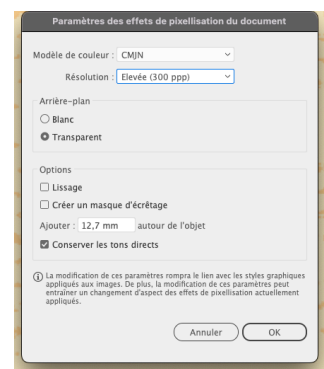 Paramètres des effets de pixellisation du document
Modèle de couleur : CMJN
Résolution : Elevée (300 ppp)
Arrière-plan
Blanc
Transparent
Options
Lissage
Créer un masque d'écrêtage
Ajouter : 12,7 mm autour de l'objet
Conserver les tons directs
La modification de ces paramètres rompra le lien avec les styles graphiques
appliqués aux images. De plus, la modification de ces paramètres peut
entraîner un changement d'aspect des effets de pixellisation actuellement
appliqués.
Annuler OK